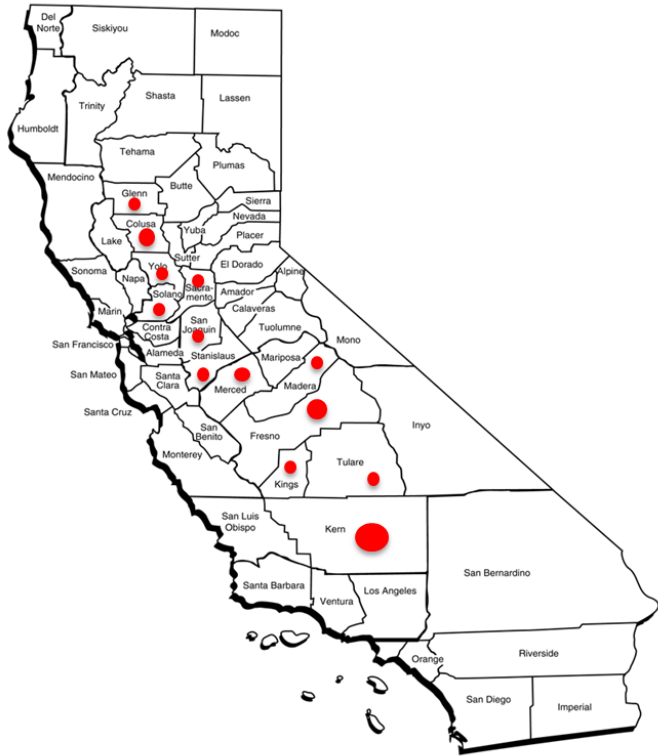 Del
Norte
Siskiyou
Modoc
Shasta
Lassen
Trinity
Humboldt
Tehama
Plumas
Mendocino
Butte
Glenn
Sierra
Nevada
Colusa
Yuba
Placer
Lake
Sutter
Yolo
El Dorado
Sonoma
Napa
Sacra-
mento
Alpine
Solano
Amador
Marin
Calaveras
Contra
Costa
San
Joaquin
Tuolumne
Mono
San Francisco
Alameda
Stanislaus
Mariposa
San Mateo
Santa
Clara
Merced
Madera
Santa Cruz
Inyo
San
Benito
Fresno
Monterey
Tulare
Kings
San Luis
Obispo
Kern
San Bernardino
Santa Barbara
Ventura
Los Angeles
Orange
Riverside
San Diego
Imperial